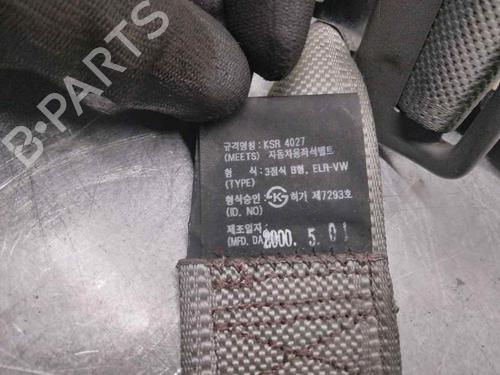 B-PARTS
규격명칭: KSR 4027
(MEETS) 자동차용좌석벨트
형 식: 3점식 B형, ELR-VW
(TYPE)
형식승인: K 허가 제7293호
(ID. NO)
제조일자:
(MFD. DA 2000. 5. 01